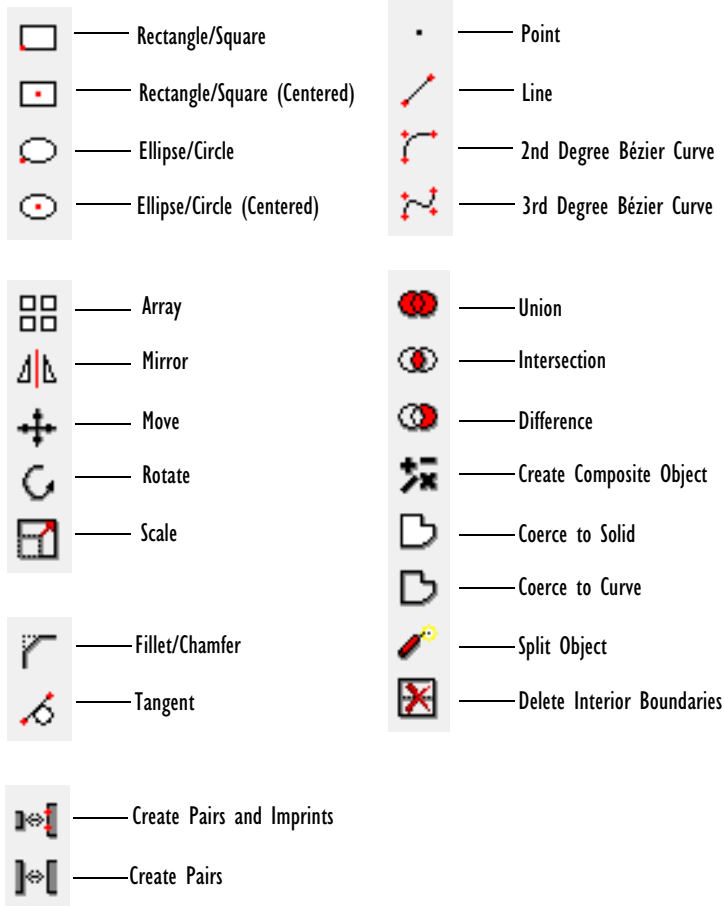 Rectangle/Square
Rectangle/Square (Centered)
Ellipse/Circle
Ellipse/Circle (Centered)
Point
Line
2nd Degree Bézier Curve
3rd Degree Bézier Curve
Array
Mirror
Move
Rotate
Scale
Union
Intersection
Difference
Create Composite Object
Coerce to Solid
Coerce to Curve
Split Object
Delete Interior Boundaries
Fillet/Chamfer
Tangent
Create Pairs and Imprints
Create Pairs